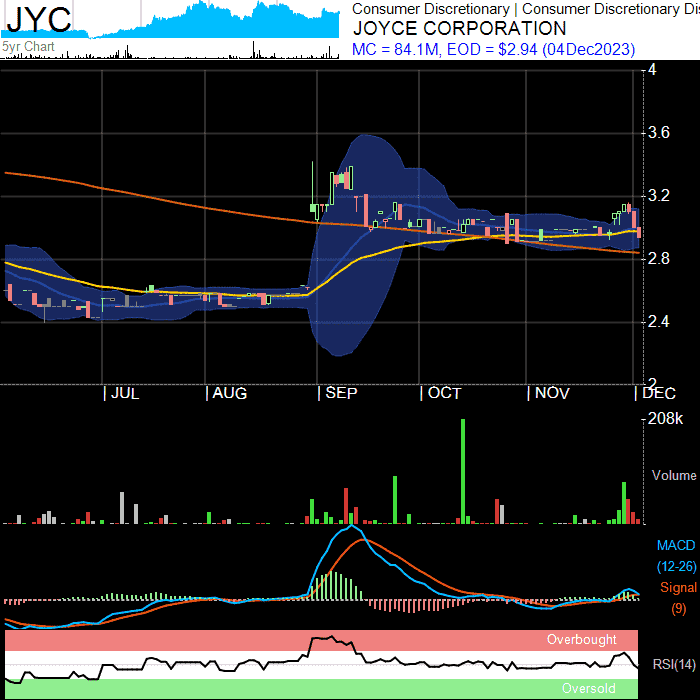 JYC
5yr Chart
Consumer Discretionary | Consumer Discretionary Dis
JOYCE CORPORATION
MC = 84.1M, EOD = $2.94 (04Dec2023)
4
3.6
3.2
2.8
2.4
2
JUL AUG SEP OCT NOV DEC
208k
Volume
MACD
(12-26)
Signal
(9)
Overbought
RSI(14)
Oversold